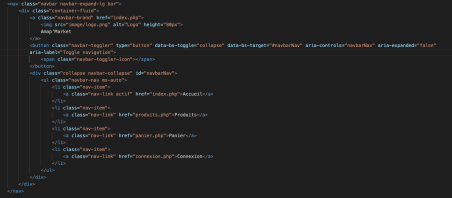 <nav class="navbar navbar-expand-lg bar">
<div class="container-fluid">
<a class="navbar-brand" href="index.php">
<img src="image/logo.png" alt="Logo" height="80px">
Amap'Market
</a>
<button class="navbar-toggler" type="button" data-bs-toggle="collapse" data-bs-target="#navbarNav" aria-controls="navbarNav" aria-expanded="false"
aria-label="Toggle navigation">
<span class="navbar-toggler-icon"></span>
</button>
<div class="collapse navbar-collapse" id="navbarNav">
<ul class="navbar-nav ms-auto">
<li class="nav-item">
<a class="nav-link actif" href="index.php">Accueil</a>
</li>
<li class="nav-item">
<a class="nav-link" href="produits.php">Produits</a>
</li>
<li class="nav-item">
<a class="nav-link" href="panier.php">Panier</a>
</li>
<li class="nav-item">
<a class="nav-link" href="connexion.php">Connexion</a>
</li>
</ul>
</div>
</div>
</nav>